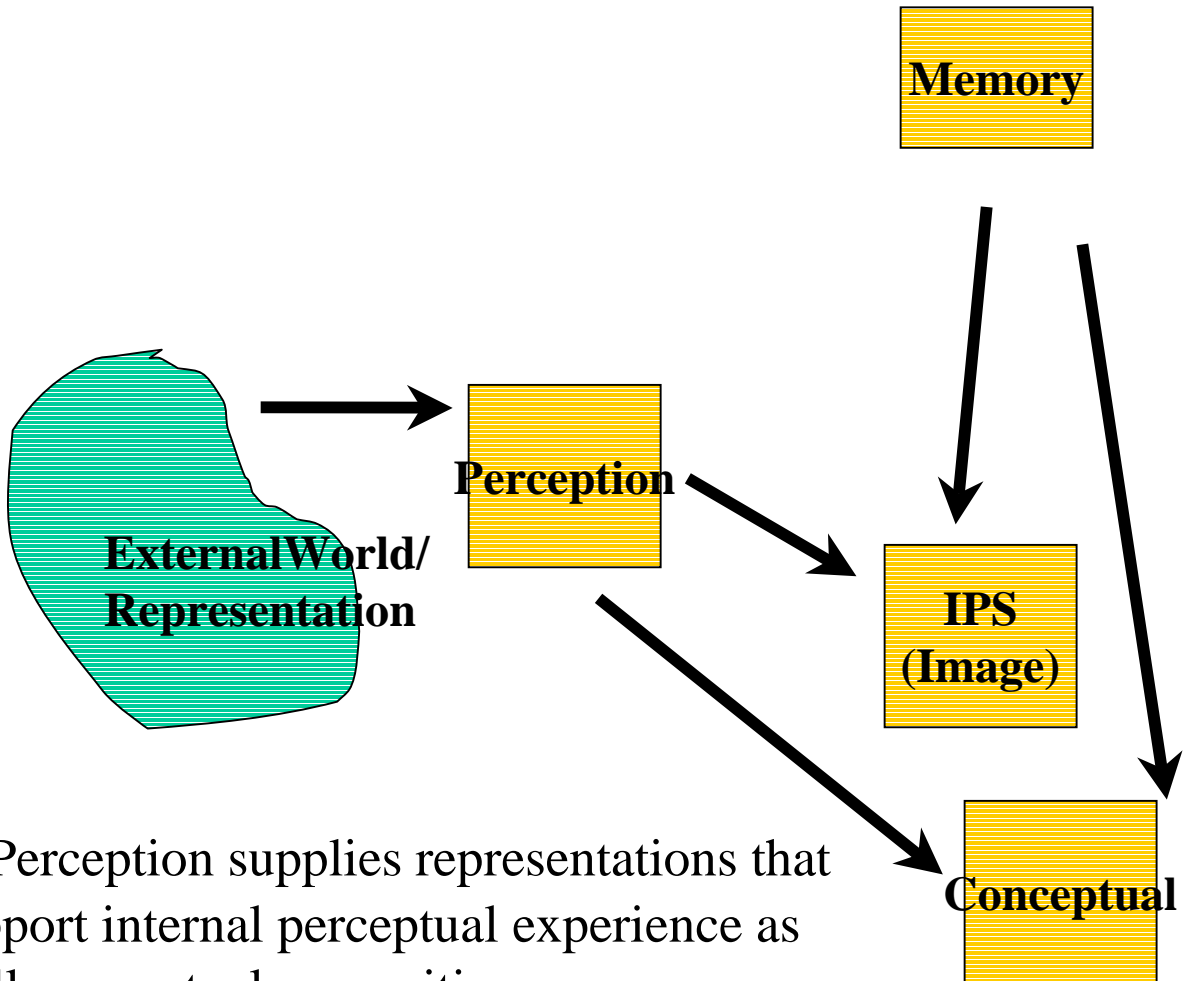 Memory
Perception
ExternalWorld/
Representation
IPS
(Image)
Conceptual
Perception supplies representations that
port internal perceptual experience as